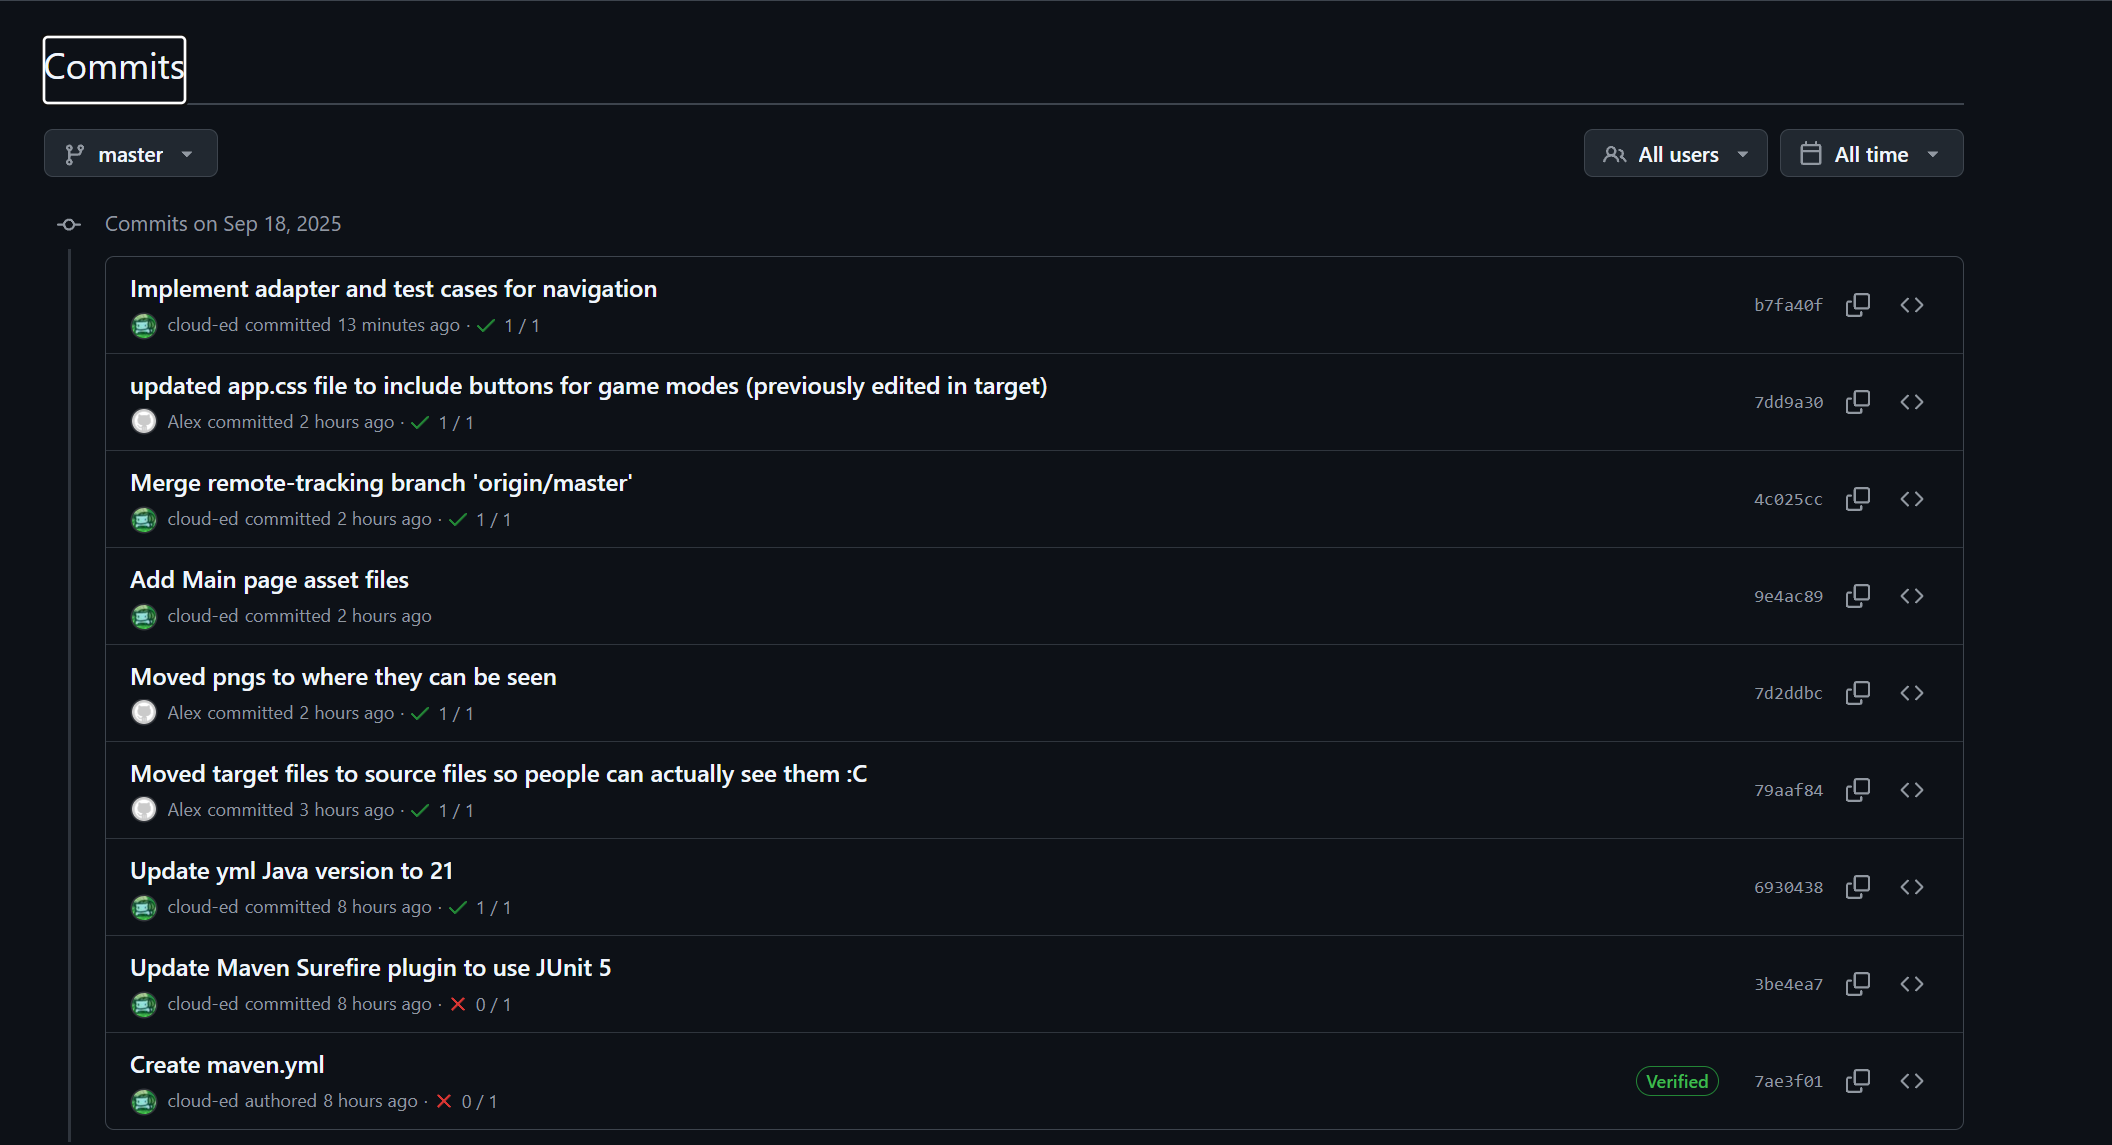 Commits
master
All users
All time
Commits on Sep 18, 2025
Implement adapter and test cases for navigation
cloud-ed committed 13 minutes ago · 1 / 1
b7fa40f
updated app.css file to include buttons for game modes (previously edited in target)
Alex committed 2 hours ago · 1 / 1
7dd9a30
Merge remote-tracking branch 'origin/master'
cloud-ed committed 2 hours ago · 1 / 1
4c025cc
Add Main page asset files
cloud-ed committed 2 hours ago
9e4ac89
Moved pngs to where they can be seen
Alex committed 2 hours ago · 1 / 1
7d2ddbc
Moved target files to source files so people can actually see them :C
Alex committed 3 hours ago · 1 / 1
79aaf84
Update yml Java version to 21
cloud-ed committed 8 hours ago · 1 / 1
6930438
Update Maven Surefire plugin to use JUnit 5
cloud-ed committed 8 hours ago · 0 / 1
3be4ea7
Create maven.yml
cloud-ed authored 8 hours ago · 0 / 1
Verified
7ae3f01